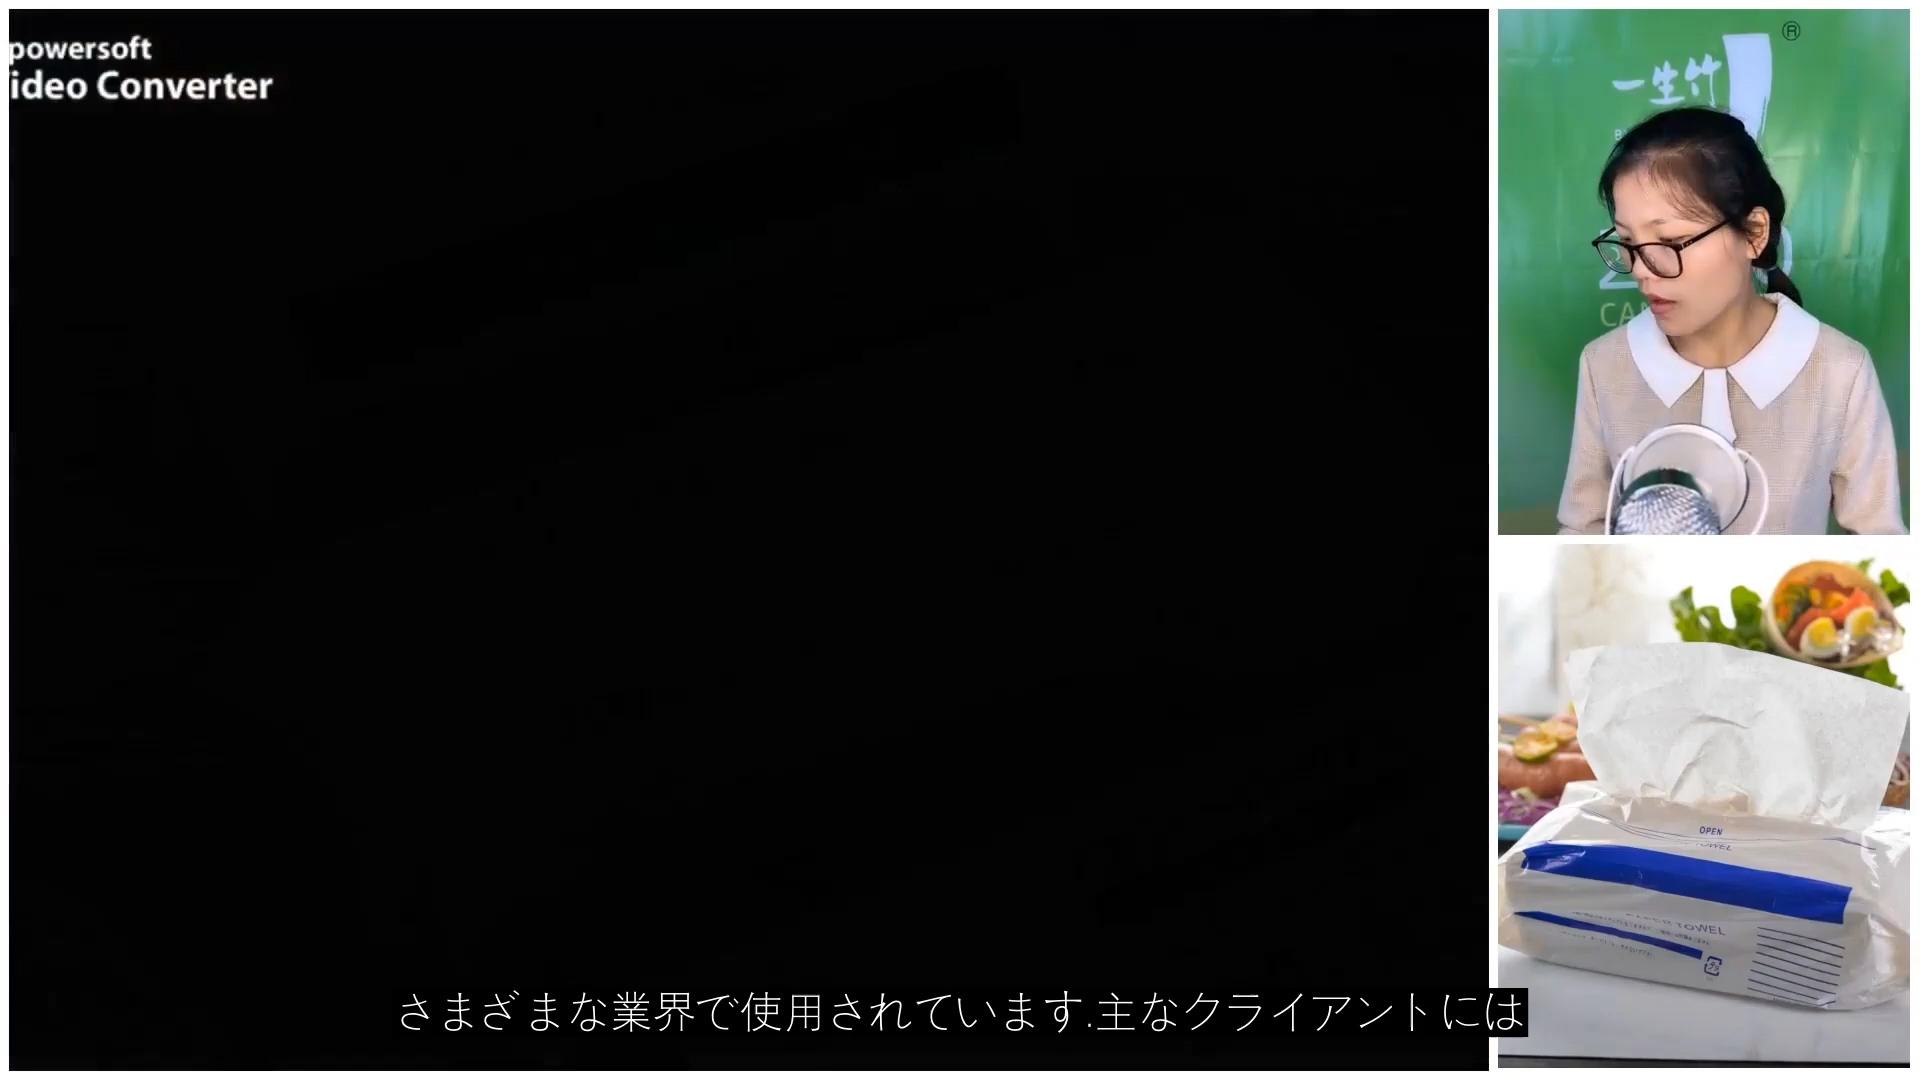 powersoft
ideo Converter
®
一生竹
CA
OPEN
TOWEL
さまざまな業界で使用されています.主なクライアントには